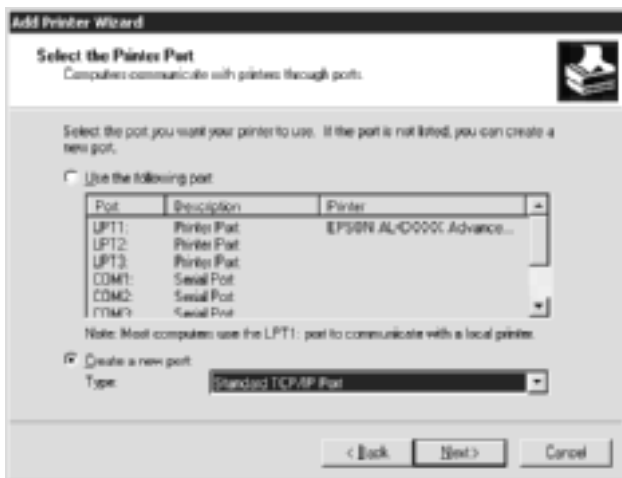 Add Printer Wizard
Select the Printer Port
Computers communicate with printers through ports.
Select the port you want your printer to use. If the port is not listed, you can create a
new port.
Use the following port:
Port Description Printer
LPT1: Printer Port EPSON Advance...
LPT2: Printer Port
LPT3: Printer Port
COM1: Serial Port
COM2: Serial Port
COM3: Serial Port
Note: Most computers use the LPT1: port to communicate with a local printer.
Create a new port:
Type: Standard TCP/IP Port
< Back Next > Cancel